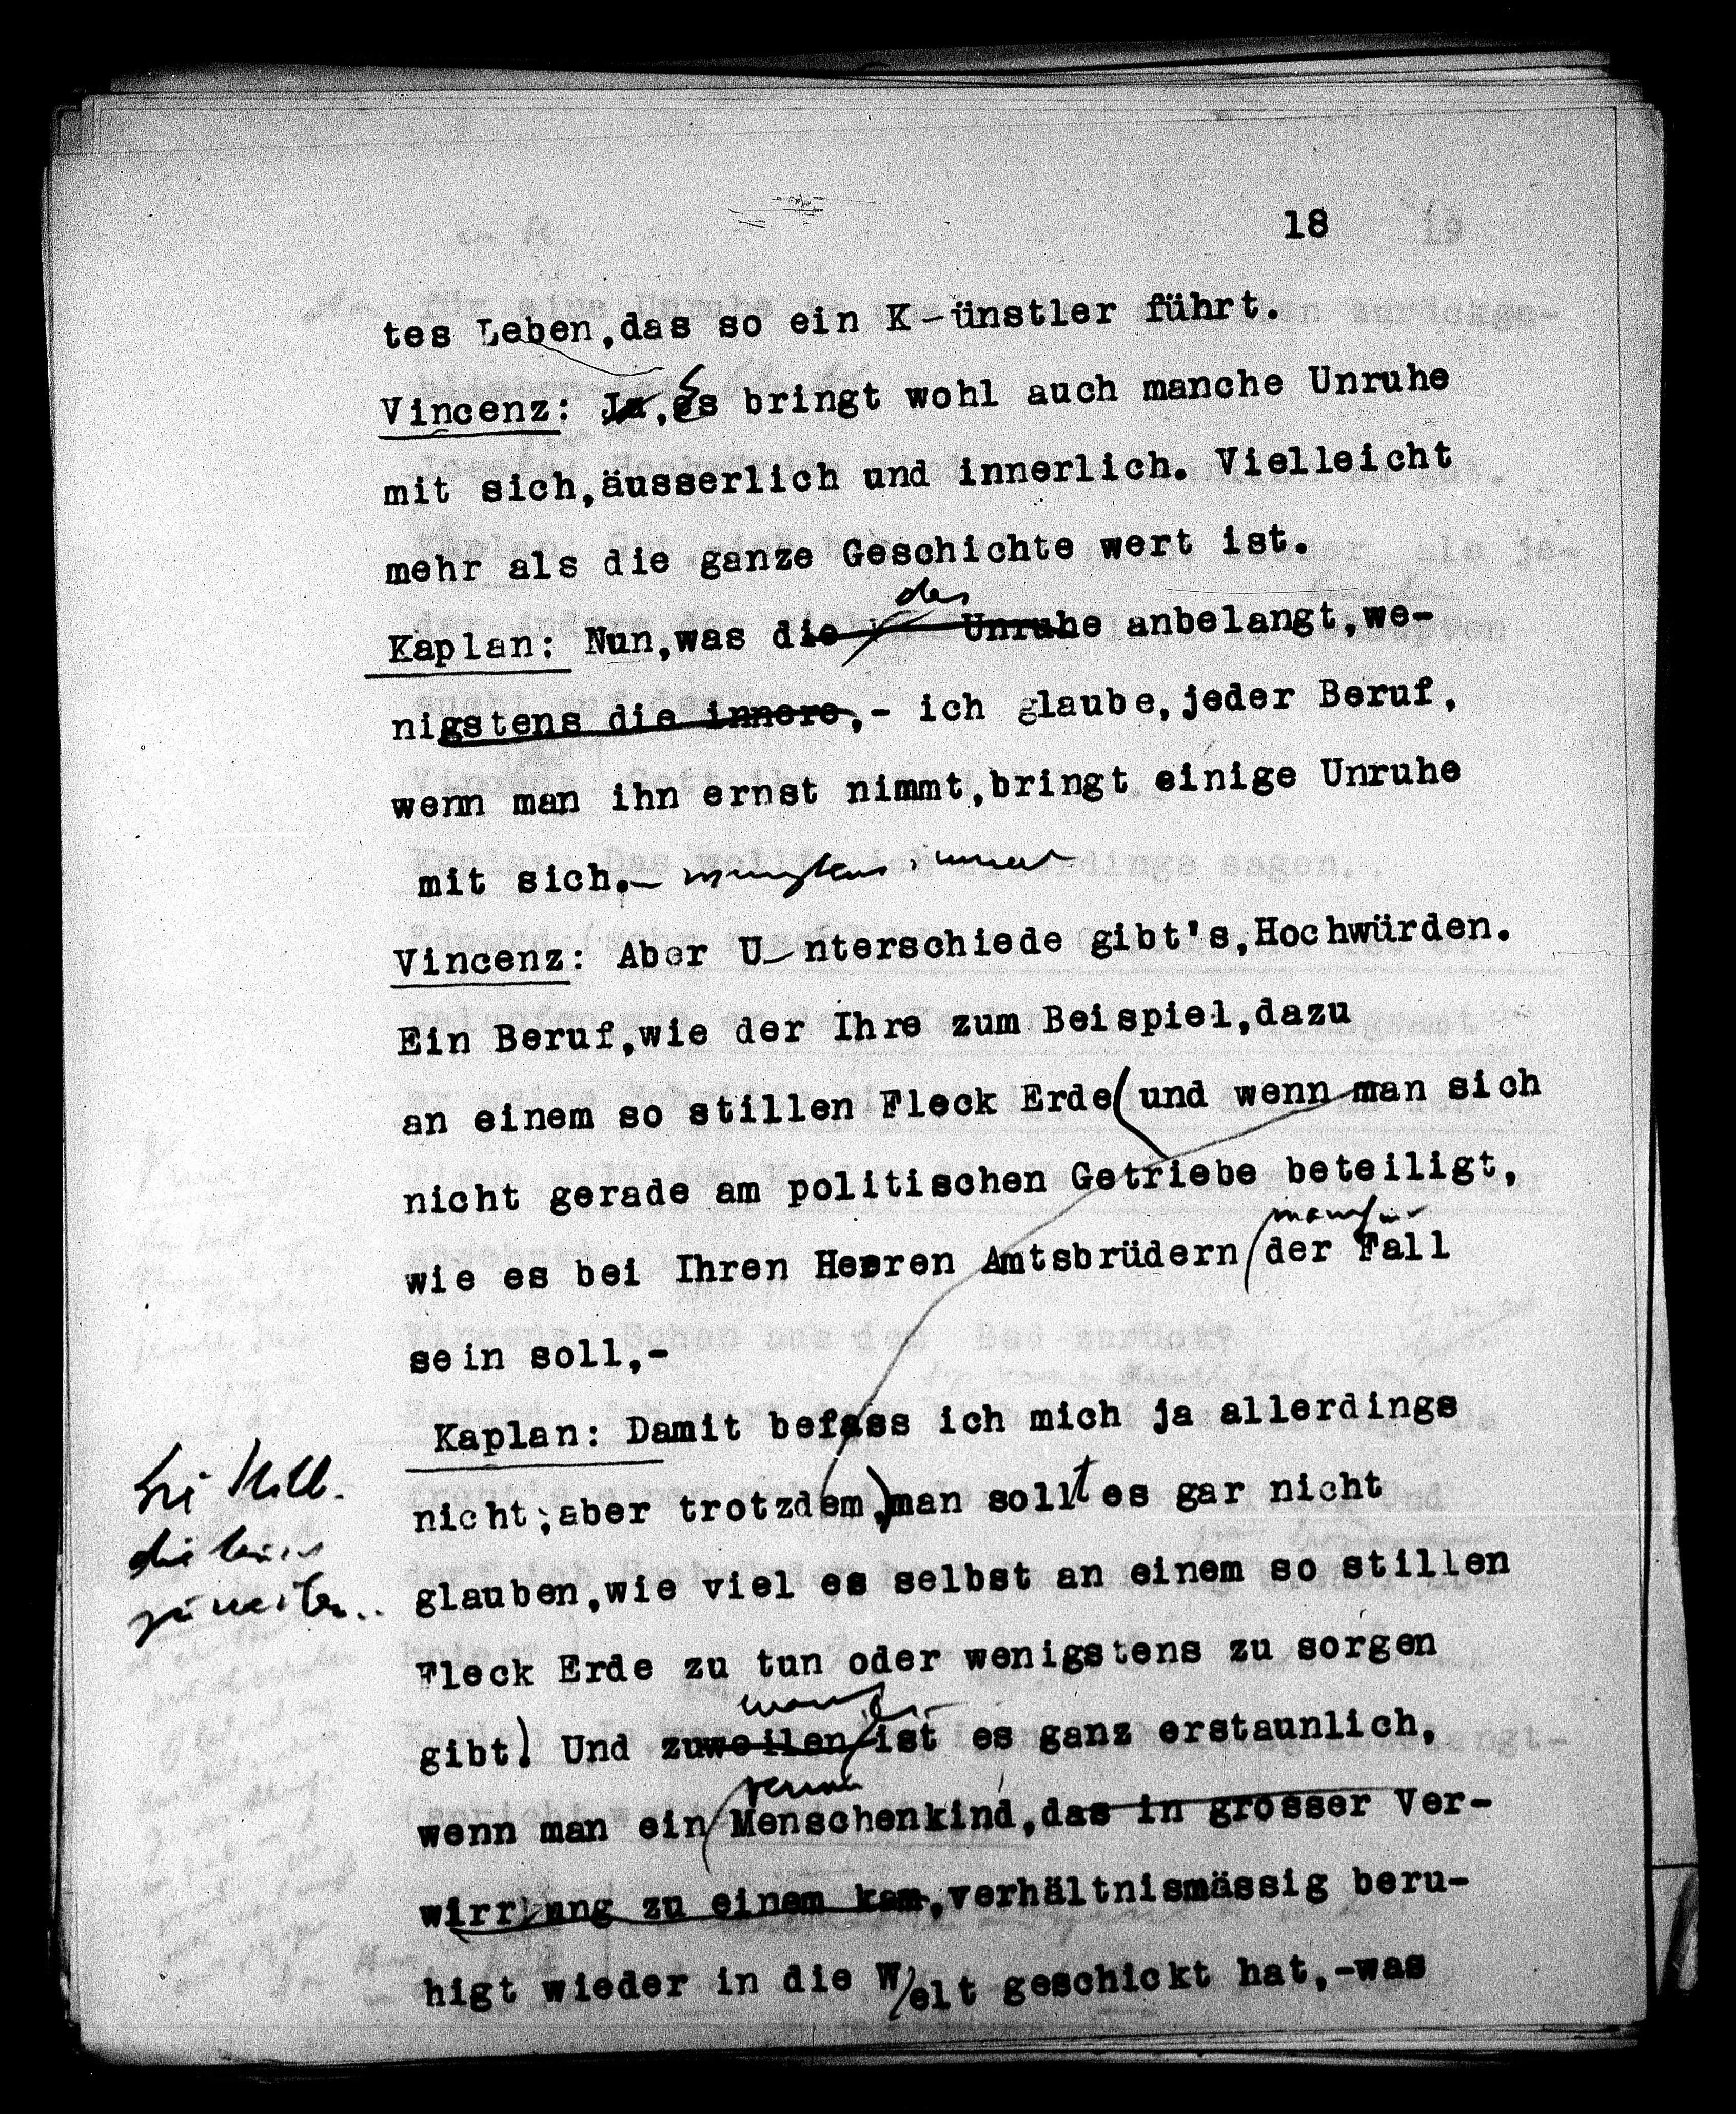 18
tes Leben,das so ein K-ünstler führt.
Vincenz: Ja,es bringt wohl auch manche Unruhe
mit sich,äusserlich und innerlich. Vielleicht
mehr als die ganze Geschichte wert ist.
des
Kaplan: Nun,was die Unruhe anbelangt,we-
nigstens die innere,- ich glaube,jeder Beruf,
wenn man ihn ernst nimmt,bringt einige Unruhe
mit sich.- wenigstens innere
Vincenz: Aber U-nterschiede gibt's,Hochwürden.
Ein Beruf,wie der Ihre zum Beispiel,dazu
an einem so stillen Fleck Erde(und wenn man sich
nicht gerade am politischen Getriebe beteiligt,
manchmal
wie es bei Ihren Herren Amtsbrüdern/der Fall
sein soll,-
Kaplan: Damit befass ich mich ja allerdings
nicht;aber trotzdem,)man sollt es gar nicht
glauben,wie viel es selbst an einem so stillen
Fleck Erde zu tun oder wenigstens zu sorgen
gibt). Und zuweilen/ist es ganz erstaunlich,
wenn man ein/Menschenkind,das in grosser Ver-
wirrung zu einem kam,verhältnismässig beru-
higt wieder in die W/elt geschickt hat,-was